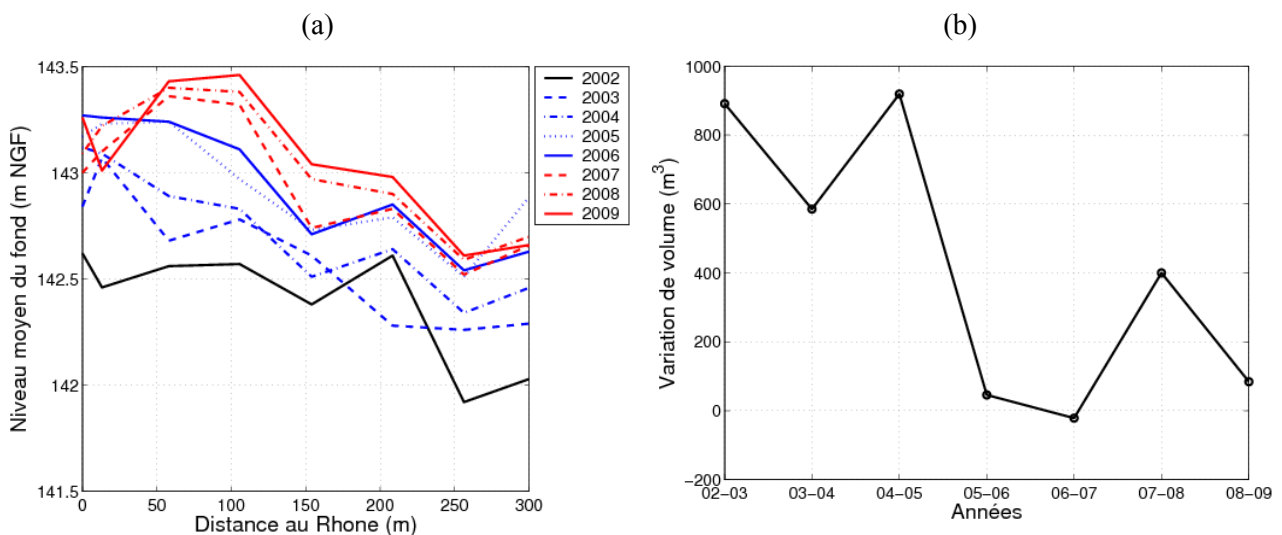 (a)
143.5
143
142.5
142
141.5
Niveau moyen du fond (m NGF)
0 50 100 150 200 250 300
Distance au Rhone (m)
2002
2003
2004
2005
2006
2007
2008
2009
(b)
1000
800
600
400
200
0
−200
Variation de volume (m³)
02−03 03−04 04−05 05−06 06−07 07−08 08−09
Années